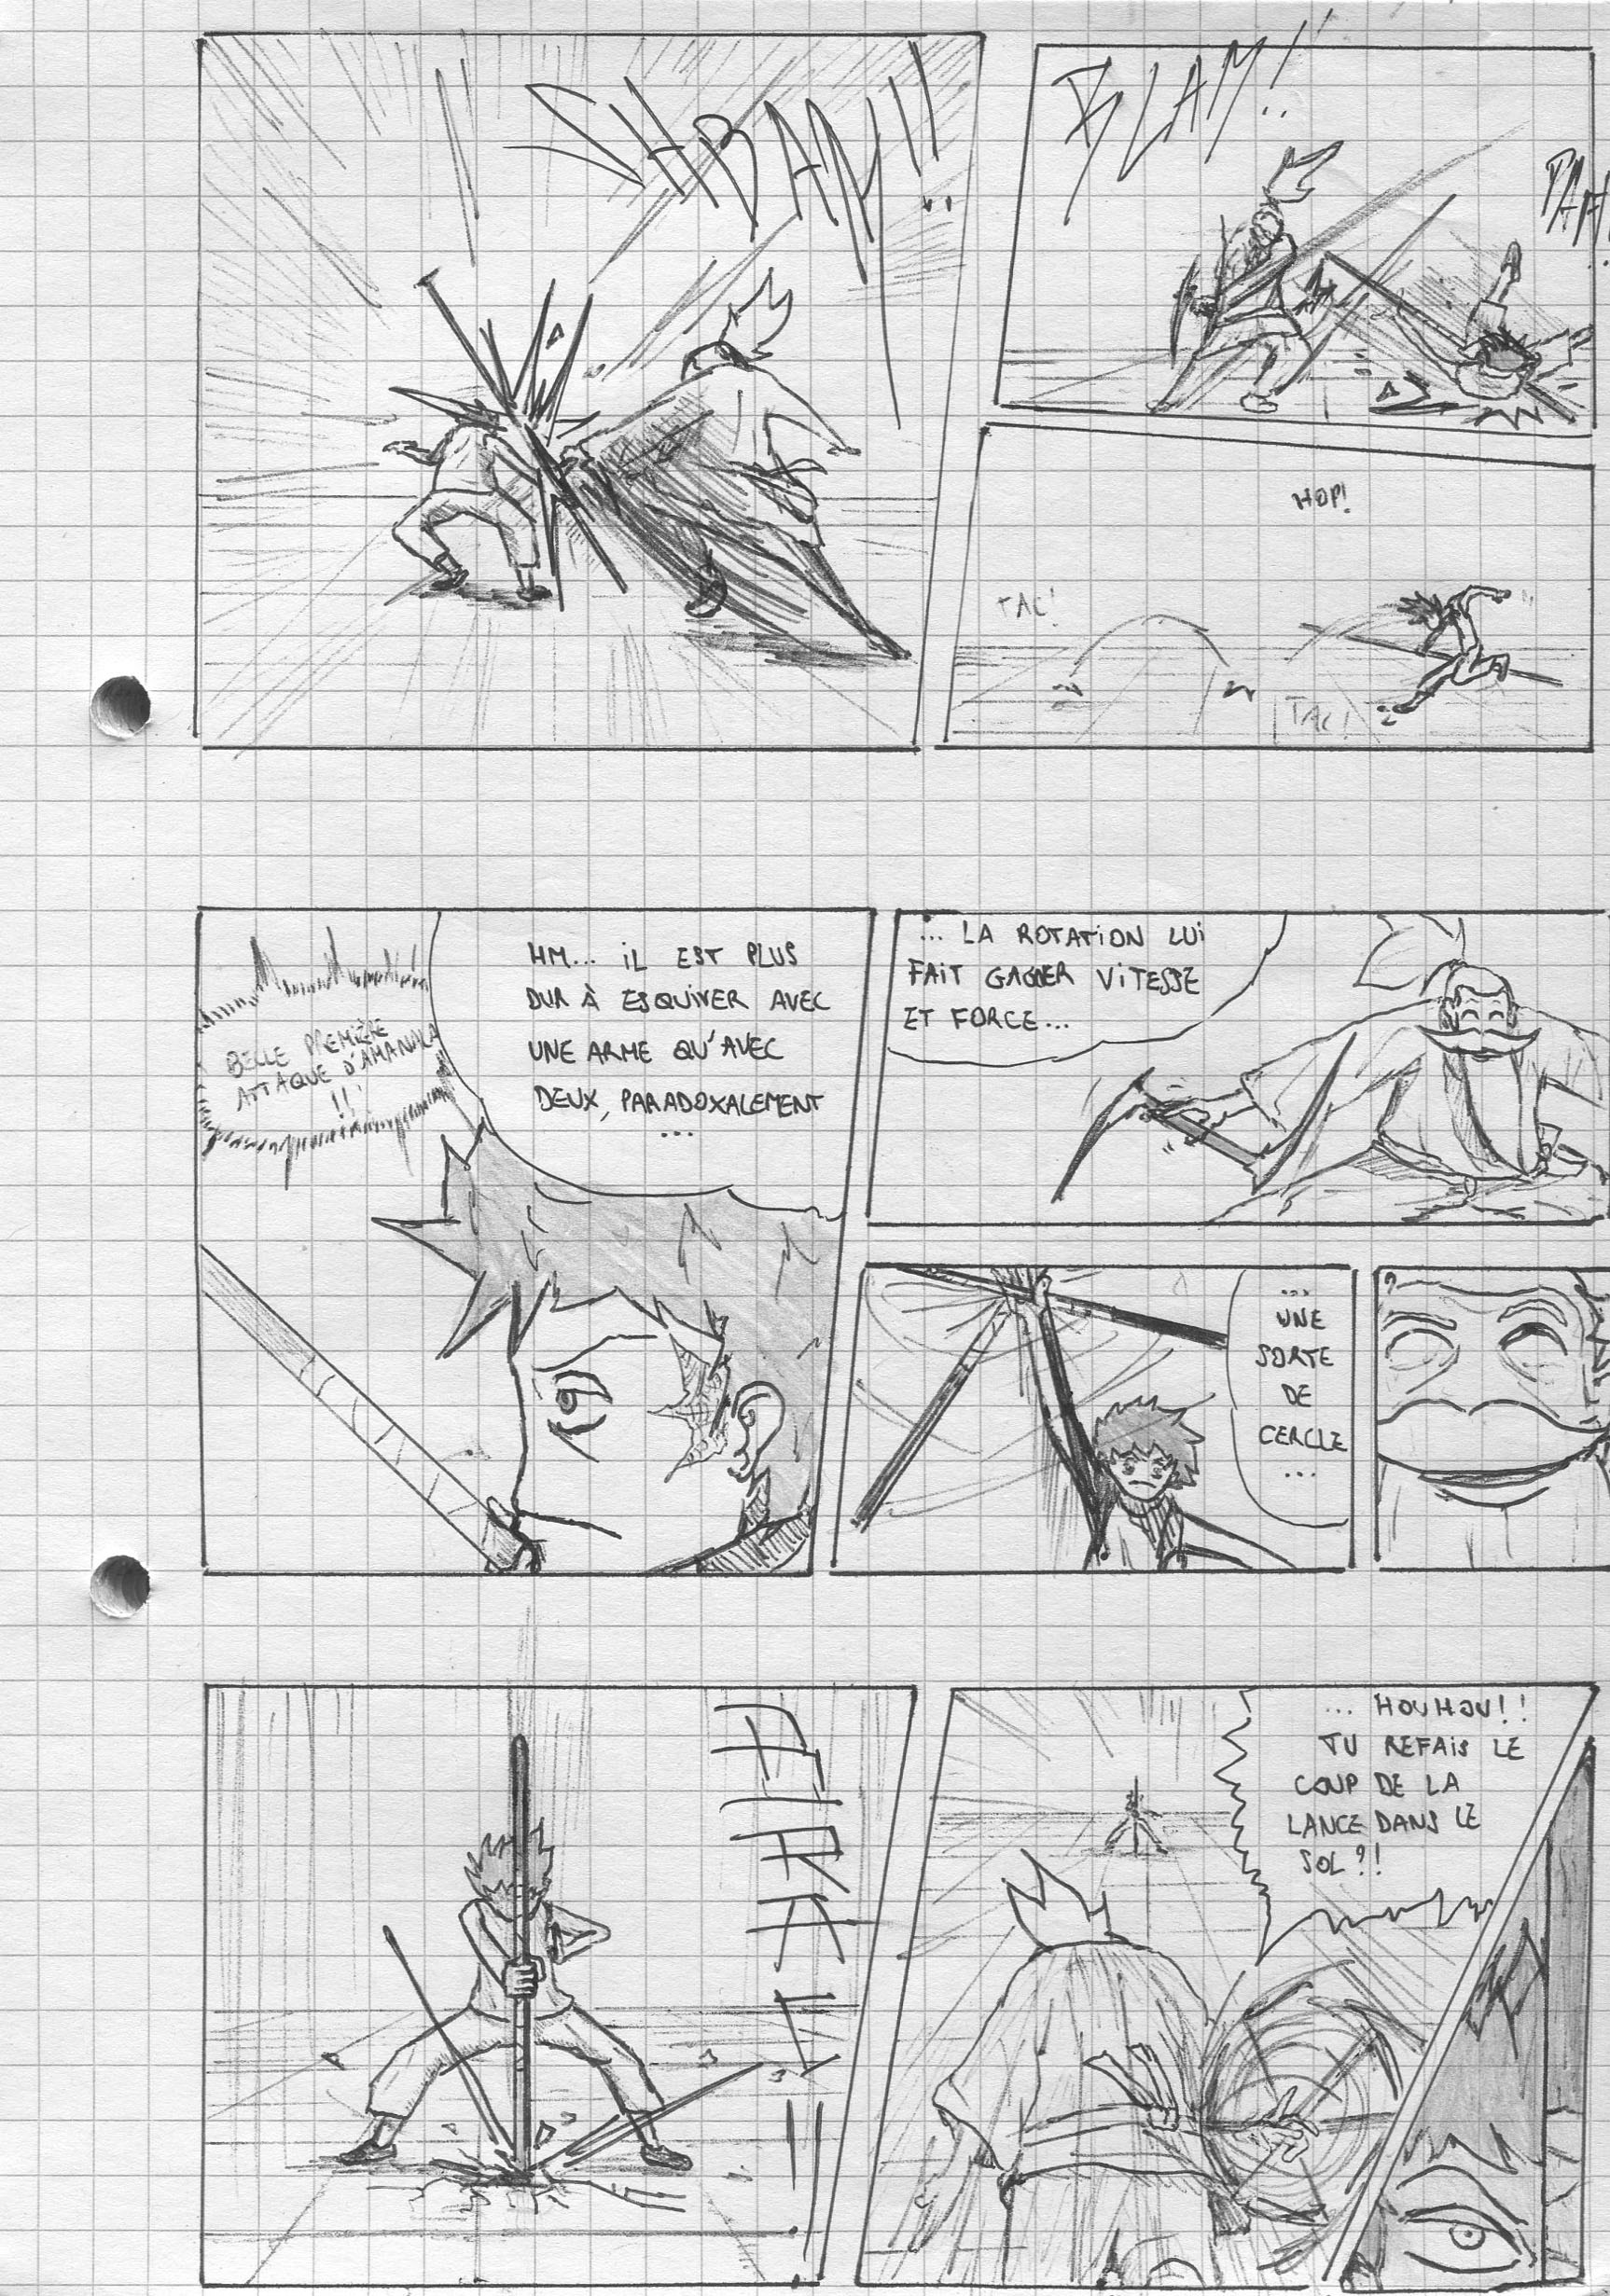 SHBAM!!
BLAM!!
PAF!
HOP!
TAC!
TAC!
BELLE PREMIÈRE
ATTAQUE D'AMANALA
!!
HM... iL EST PLUS
DUR À ESQUIVER AVEC
UNE ARME QU'AVEC
DEUX, PARADOXALEMENT
...
... LA ROTATiON LUi
FAiT GAGNER ViTESSE
ET FORCE...
...
UNE
SORTE
DE
CERCLE
...
?
... HOUHOU!!
TU REFAiS LE
COUP DE LA
LANCE DANS LE
SOL?!